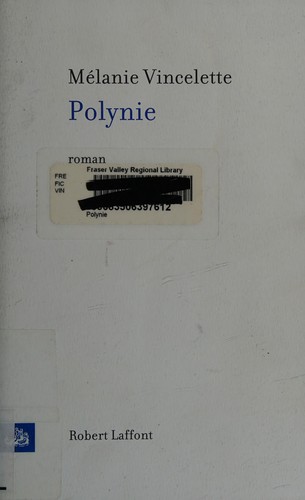 Mélanie Vincelette
Polynie
roman
Fraser Valley Regional Library
FRE
FIC
VIN
Polynie
Robert Laffont